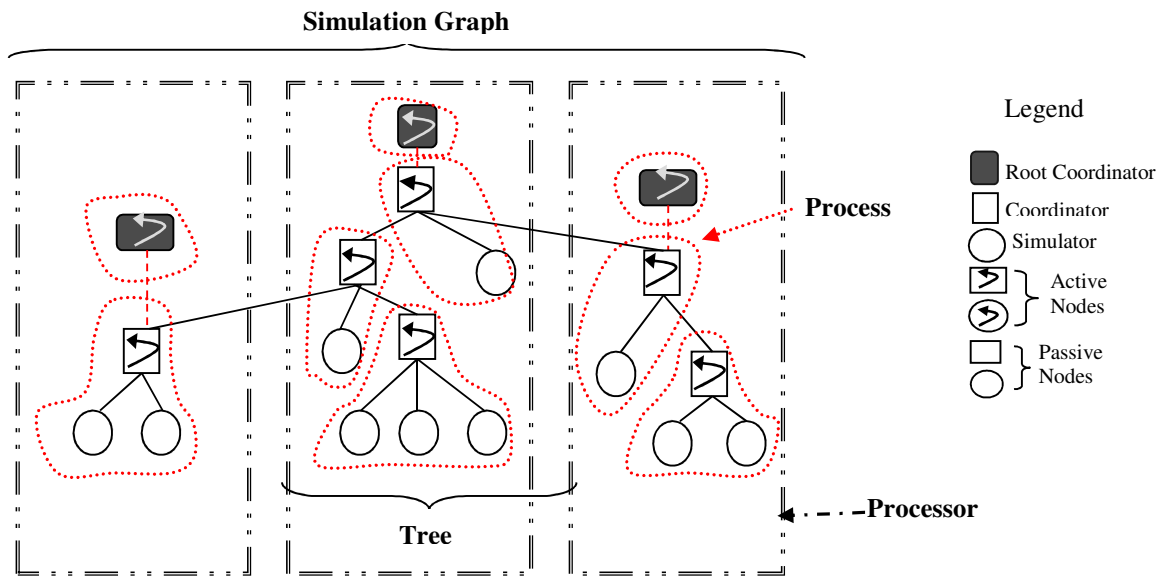 Simulation Graph
Process
Tree
Processor
Legend
Root Coordinator
Coordinator
Simulator
Active
Nodes
Passive
Nodes